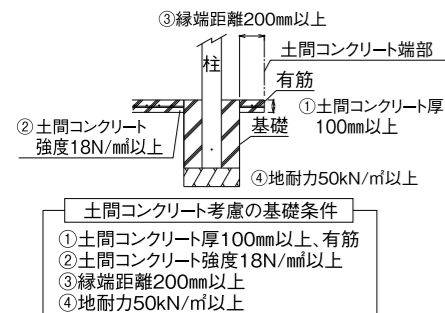 ③縁端距離200㎜以上
土間コンクリート端部
柱
有筋
①土間コンクリート厚
100㎜以上
②土間コンクリート
強度18N/㎟以上
基礎
④地耐力50kN/㎡以上
土間コンクリート考慮の基礎条件
①土間コンクリート厚100㎜以上、有筋
②土間コンクリート強度18N/㎟以上
③縁端距離200㎜以上
④地耐力50kN/㎡以上